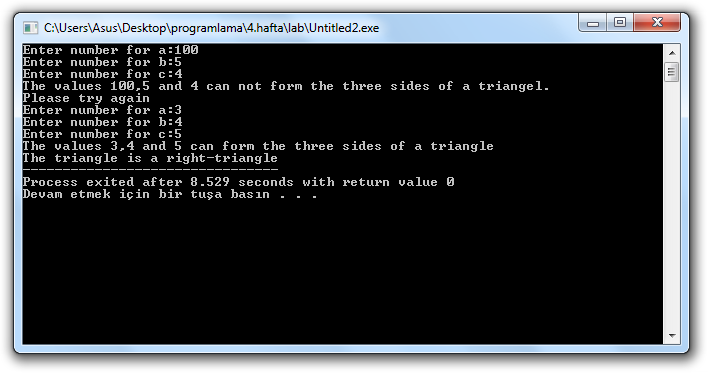 C:\Users\Asus\Desktop\programlama\4.hafta\lab\Untitled2.exe
Enter number for a:100
Enter number for b:5
Enter number for c:4
The values 100,5 and 4 can not form the three sides of a triangel.
Please try again
Enter number for a:3
Enter number for b:4
Enter number for c:5
The values 3,4 and 5 can form the three sides of a triangle
The triangle is a right-triangle
--------------------------------
Process exited after 8.529 seconds with return value 0
Devam etmek için bir tuşa basın . . .